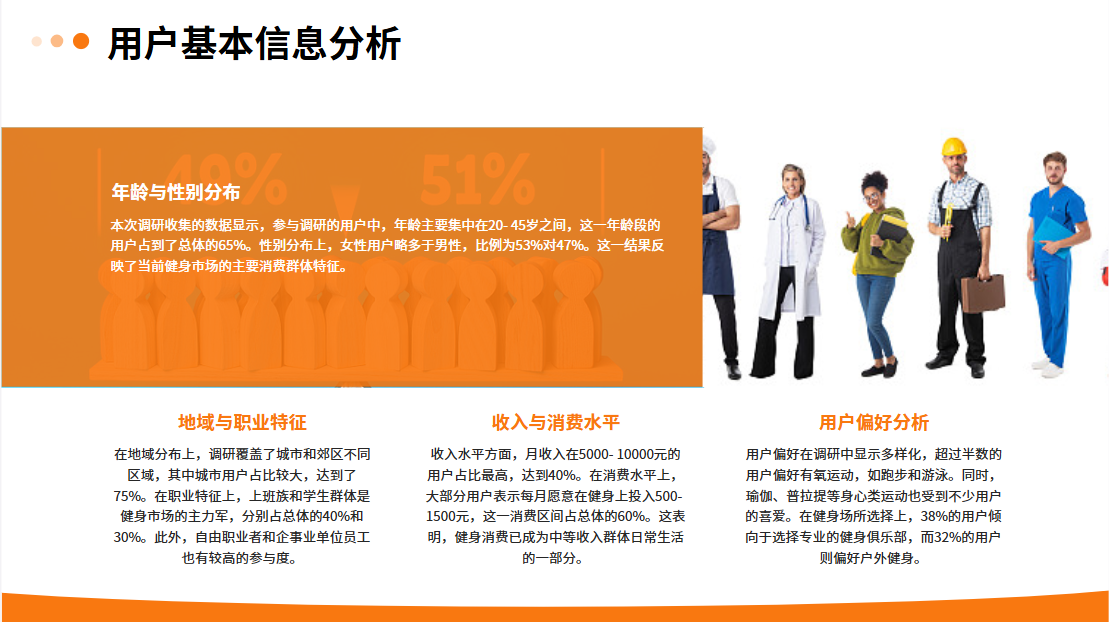 用户基本信息分析
49%
51%
年龄与性别分布
本次调研收集的数据显示，参与调研的用户中，年龄主要集中在20- 45岁之间，这一年龄段的
用户占到了总体的65%。性别分布上，女性用户略多于男性，比例为53%对47%。这一结果反
映了当前健身市场的主要消费群体特征。
地域与职业特征
在地域分布上，调研覆盖了城市和郊区不同
区域，其中城市用户占比较大，达到了
75%。在职业特征上，上班族和学生群体是
健身市场的主力军，分别占总体的40%和
30%。此外，自由职业者和企事业单位员工
也有较高的参与度。
收入与消费水平
收入水平方面，月收入在5000- 10000元的
用户占比最高，达到40%。在消费水平上，
大部分用户表示每月愿意在健身上投入500-
1500元，这一消费区间占总体的60%。这表
明，健身消费已成为中等收入群体日常生活
的一部分。
用户偏好分析
用户偏好在调研中显示多样化，超过半数的
用户偏好有氧运动，如跑步和游泳。同时，
瑜伽、普拉提等身心类运动也受到不少用户
的喜爱。在健身场所选择上，38%的用户倾
向于选择专业的健身俱乐部，而32%的用户
则偏好户外健身。